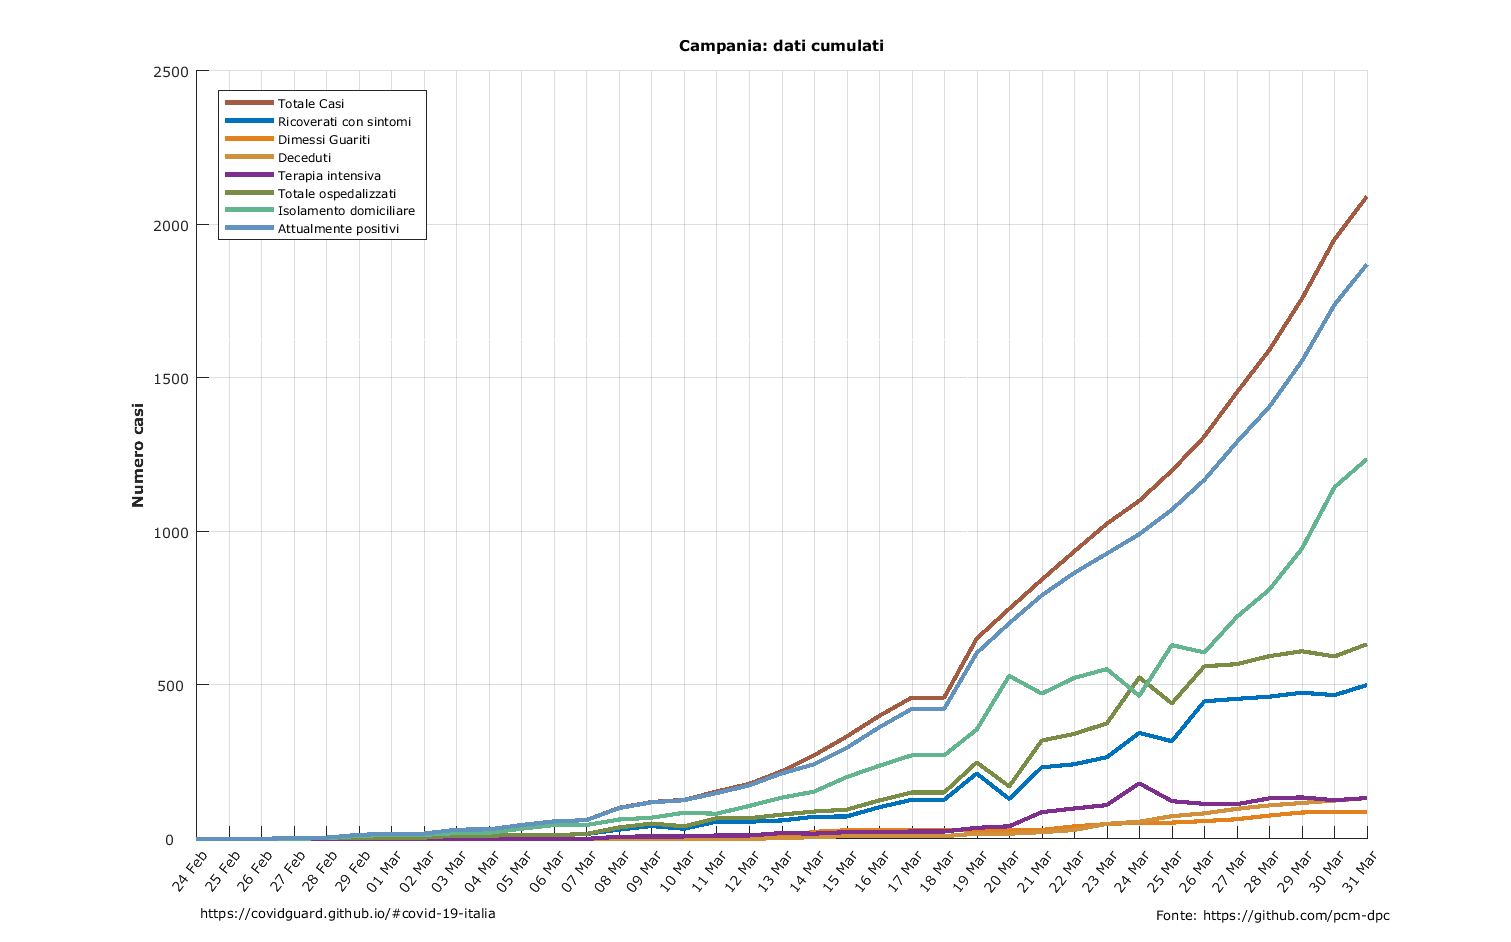 Campania: dati cumulati
2500
2000
1500
1000
500
0
Numero casi
Totale Casi
Ricoverati con sintomi
Dimessi Guariti
Deceduti
Terapia intensiva
Totale ospedalizzati
Isolamento domiciliare
Attualmente positivi
24 Feb
25 Feb
26 Feb
27 Feb
28 Feb
29 Feb
01 Mar
02 Mar
03 Mar
04 Mar
05 Mar
06 Mar
07 Mar
08 Mar
09 Mar
10 Mar
11 Mar
12 Mar
13 Mar
14 Mar
15 Mar
16 Mar
17 Mar
18 Mar
19 Mar
20 Mar
21 Mar
22 Mar
23 Mar
24 Mar
25 Mar
26 Mar
27 Mar
28 Mar
29 Mar
30 Mar
31 Mar
https://covidguard.github.io/#covid-19-italia
Fonte: https://github.com/pcm-dpc